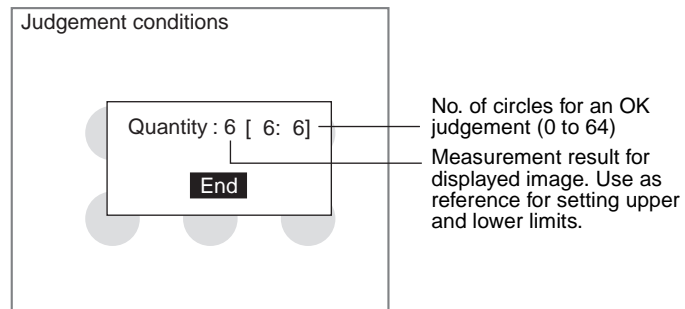 Judgement conditions
Quantity : 6 [ 6: 6]
End
No. of circles for an OK
judgement (0 to 64)
Measurement result for
displayed image. Use as
reference for setting upper
and lower limits.